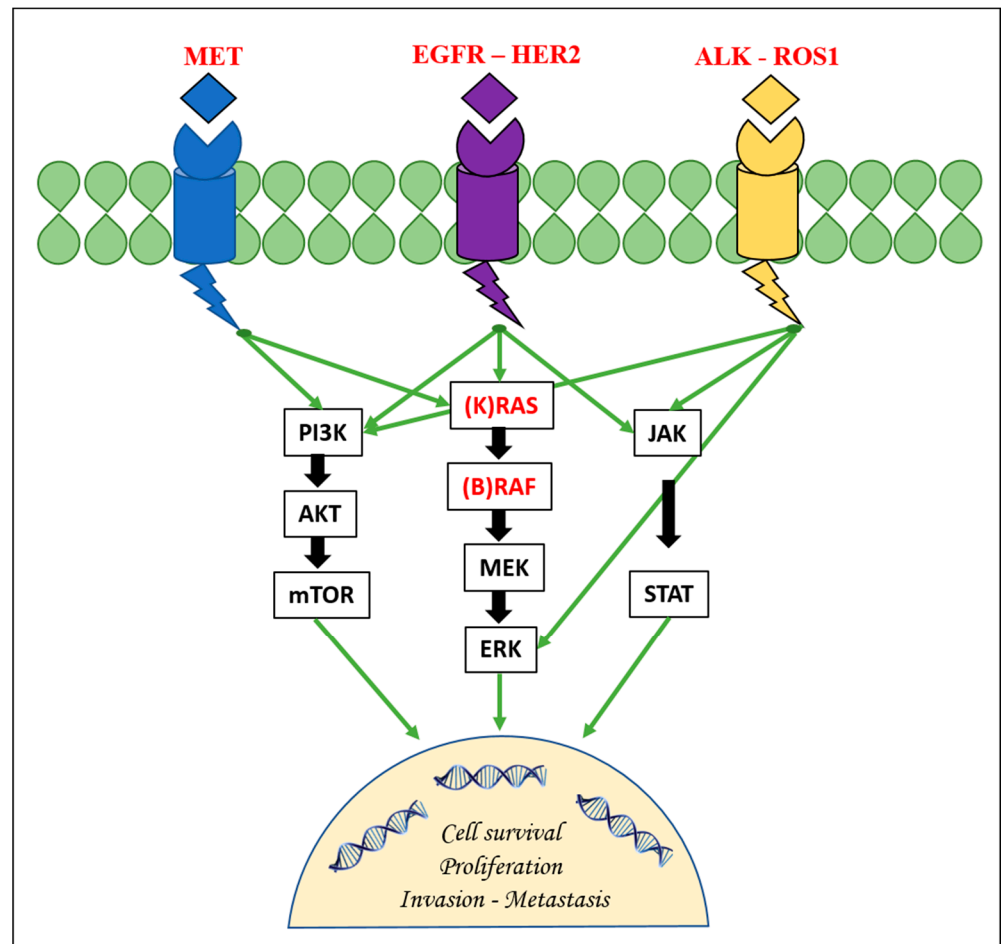 MET
EGFR – HER2
ALK - ROS1
(K)RAS
PI3K
JAK
(B)RAF
AKT
MEK
mTOR
STAT
ERK
Cell survival
Proliferation
Invasion - Metastasis